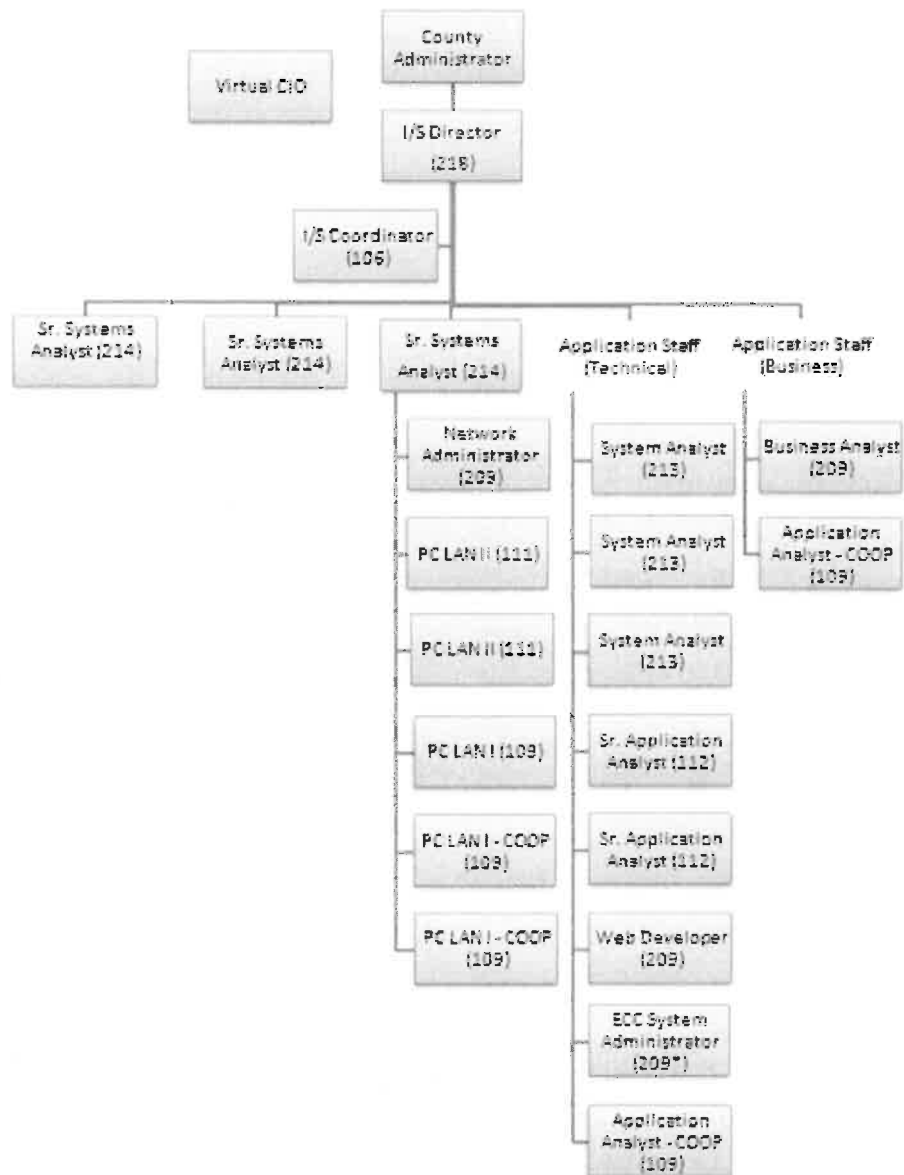 County
Administrator
Virtual CIO
I/S Director
(218)
I/S Coordinator
(106)
Sr. Systems
Analyst (214)
Sr. Systems
Analyst (214)
Sr. Systems
Analyst (214)
Application Staff
(Technical)
Application Staff
(Business)
Network
Administrator
(209)
PC LAN II (111)
PC LAN II (111)
PC LAN I (109)
PC LAN I - COOP
(109)
PC LAN I - COOP
(109)
System Analyst
(213)
System Analyst
(213)
System Analyst
(213)
Sr. Application
Analyst (112)
Sr. Application
Analyst (112)
Web Developer
(209)
ECC System
Administrator
(209*)
Application
Analyst - COOP
(109)
Business Analyst
(209)
Application
Analyst - COOP
(109)